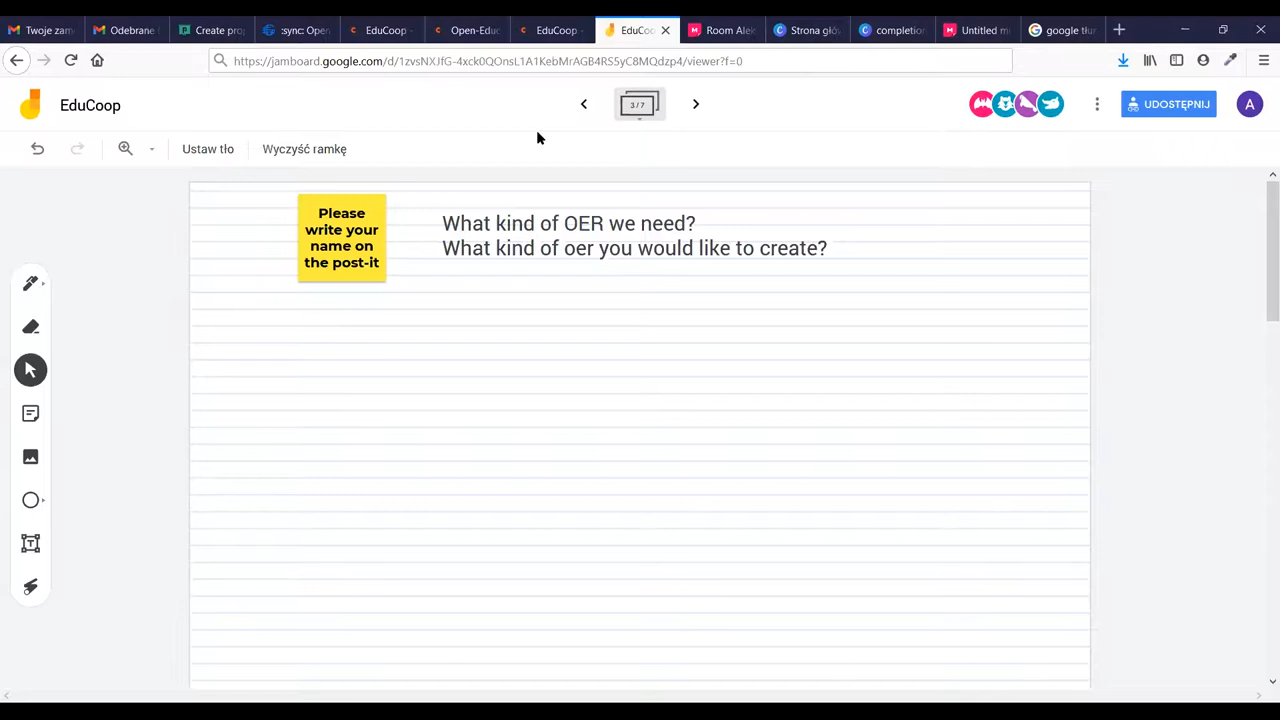 Twoje zam
Odebrane (
Create pro
:sync: Open
EduCoop -
Open-Educ
EduCoop -
EduCoo
Room Alek
Strona głó
completion
Untitled mi
google tłur
https://jamboard.google.com/d/1zvsNXJfG-4xck0QOnsL1A1KebMrAGB4RS5yC8MQdzp4/viewer?f=0
EduCoop
3 / 7
UDOSTĘPNIJ
A
Ustaw tło
Wyczyść ramkę
Please
write your
name on
the post-it
What kind of OER we need?
What kind of oer you would like to create?